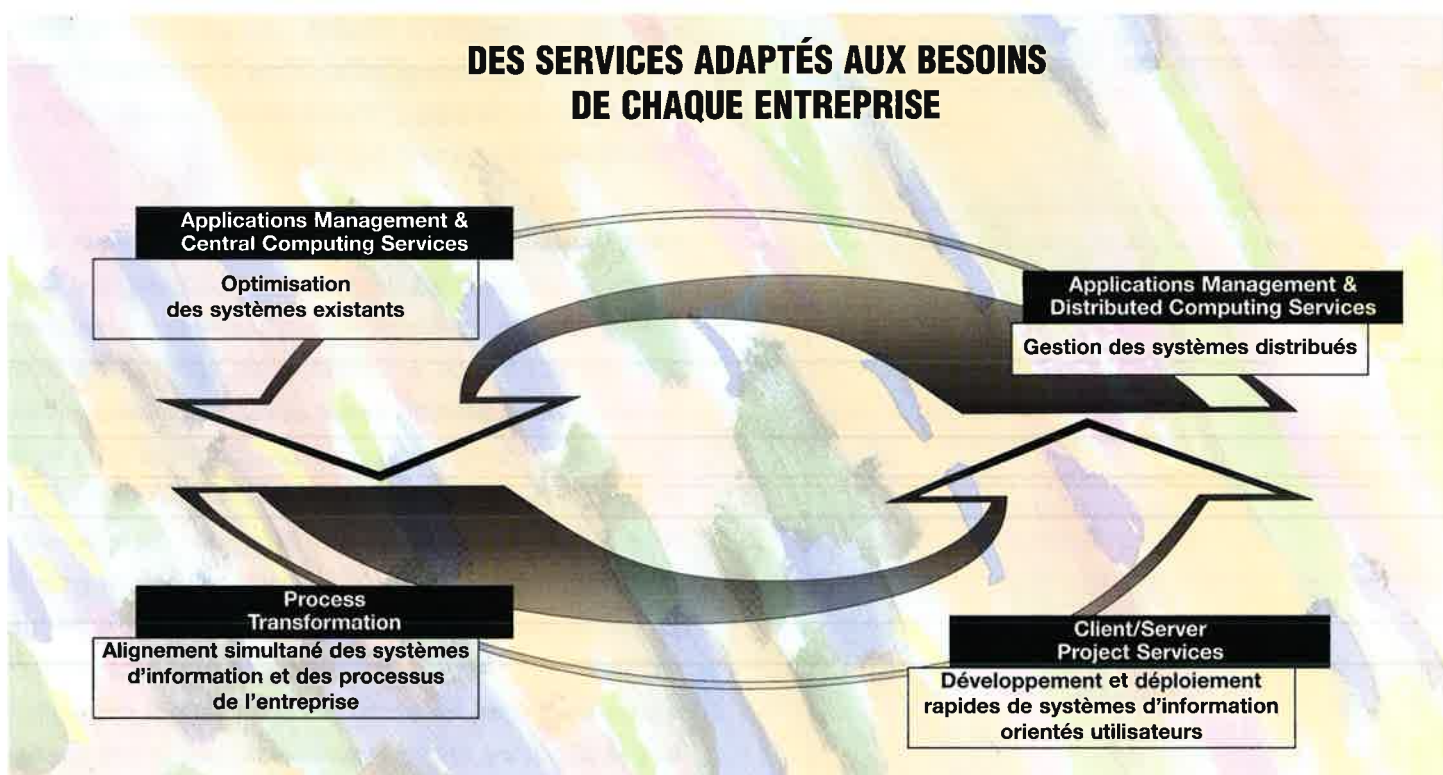 DES SERVICES ADAPTÉS AUX BESOINS
DE CHAQUE ENTREPRISE
Applications Management &
Central Computing Services
Optimisation
des systèmes existants
Applications Management &
Distributed Computing Services
Gestion des systèmes distribués
Process
Transformation
Alignement simultané des systèmes
d'information et des processus
de l'entreprise
Client/Server
Project Services
Développement et déploiement
rapides de systèmes d'information
orientés utilisateurs